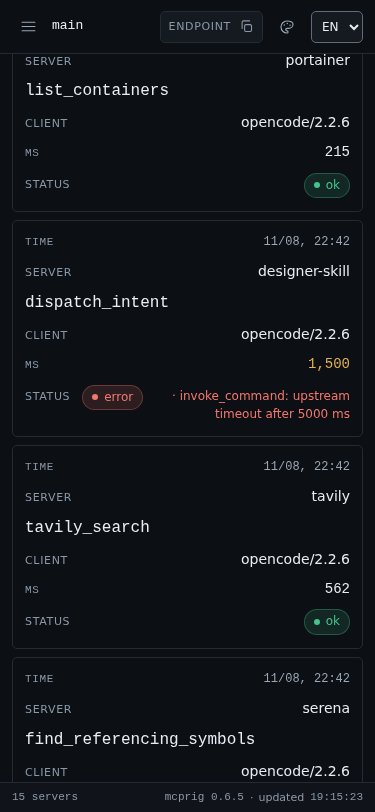 main
ENDPOINT
EN
SERVER portainer
list_containers
CLIENT opencode/2.2.6
MS 215
STATUS ok
TIME 11/08, 22:42
SERVER designer-skill
dispatch_intent
CLIENT opencode/2.2.6
MS 1,500
STATUS error · invoke_command: upstream
timeout after 5000 ms
TIME 11/08, 22:42
SERVER tavily
tavily_search
CLIENT opencode/2.2.6
MS 562
STATUS ok
TIME 11/08, 22:42
SERVER serena
find_referencing_symbols
CLIENT opencode/2.2.6
15 servers mcprig 0.6.5 · updated 19:15:23